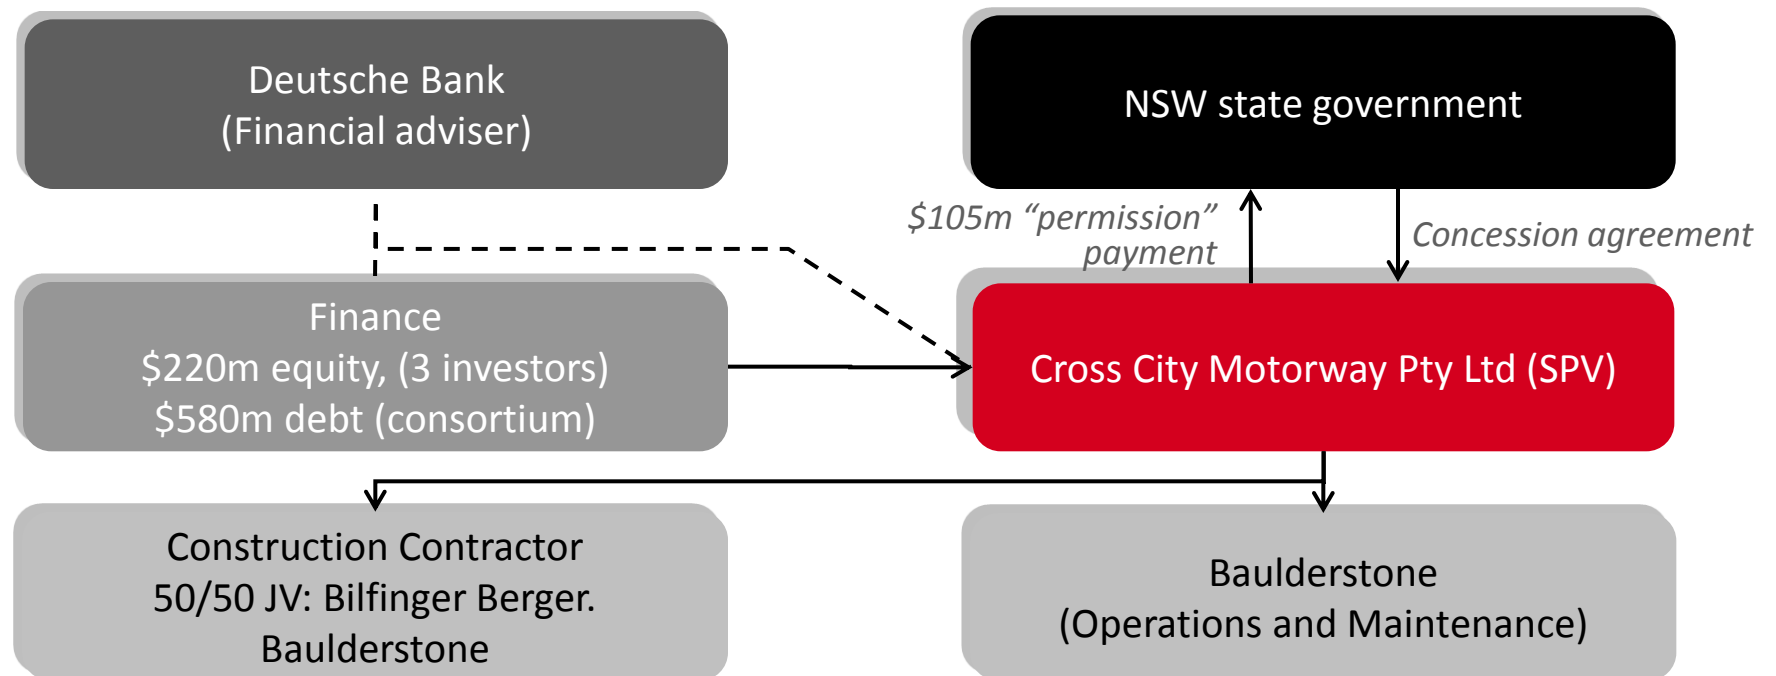 Deutsche Bank
(Financial adviser)
NSW state government
$105m “permission”
payment
Concession agreement
Finance
$220m equity, (3 investors)
$580m debt (consortium)
Cross City Motorway Pty Ltd (SPV)
Construction Contractor
50/50 JV: Bilfinger Berger.
Baulderstone
Baulderstone
(Operations and Maintenance)